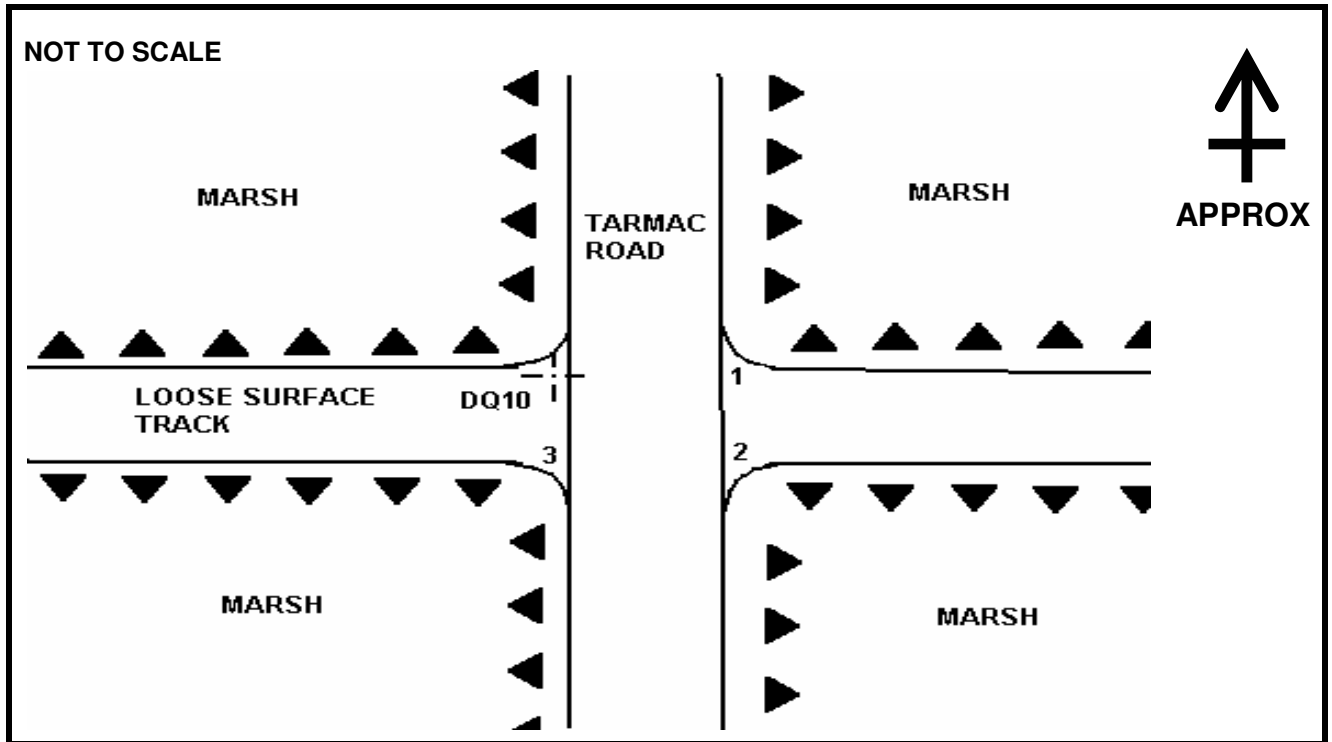 NOT TO SCALE
APPROX
MARSH
MARSH
TARMAC
ROAD
LOOSE SURFACE
TRACK
DQ10
1
3
2
MARSH
MARSH